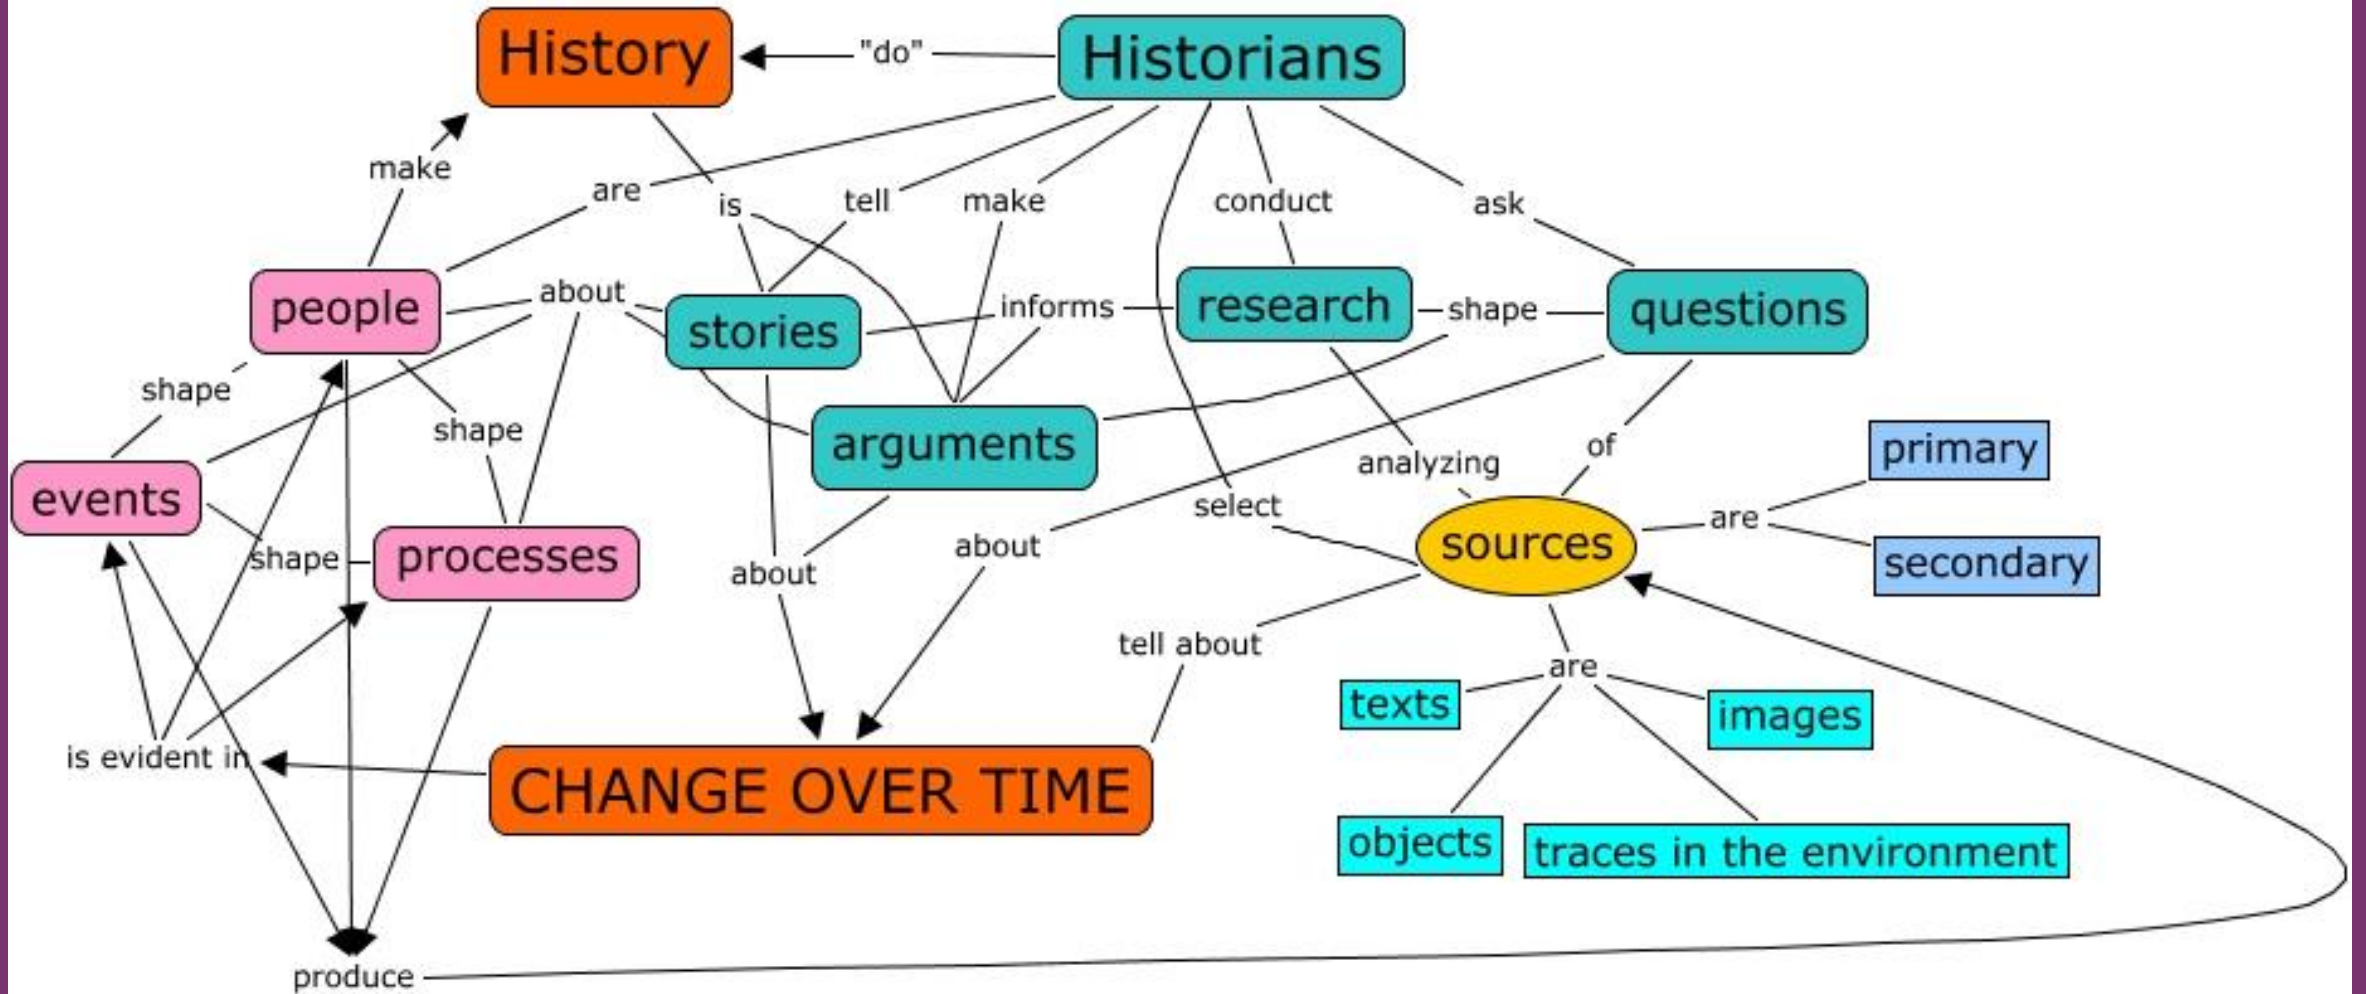 History
"do"
Historians
make
are
is
tell
make
conduct
ask
people
about
stories
informs
research
shape
questions
shape
shape
arguments
analyzing
of
primary
events
select
are
shape
processes
about
about
sources
secondary
tell about
are
texts
images
is evident in
CHANGE OVER TIME
objects
traces in the environment
produce